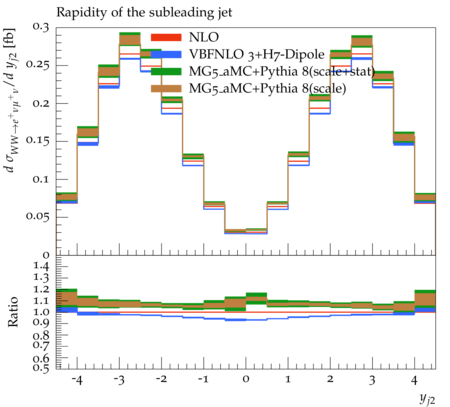 Rapidity of the subleading jet
d σ_{WW→e⁺νμ⁺ν}/d y_{j2} [fb]
0.3
0.25
0.2
0.15
0.1
0.05
0
NLO
VBFNLO 3+H7-Dipole
MG5_aMC+Pythia 8(scale+stat)
MG5_aMC+Pythia 8(scale)
Ratio
1.4
1.3
1.2
1.1
1.0
0.9
0.8
0.7
0.6
0.5
-4 -3 -2 -1 0 1 2 3 4
y_{j2}